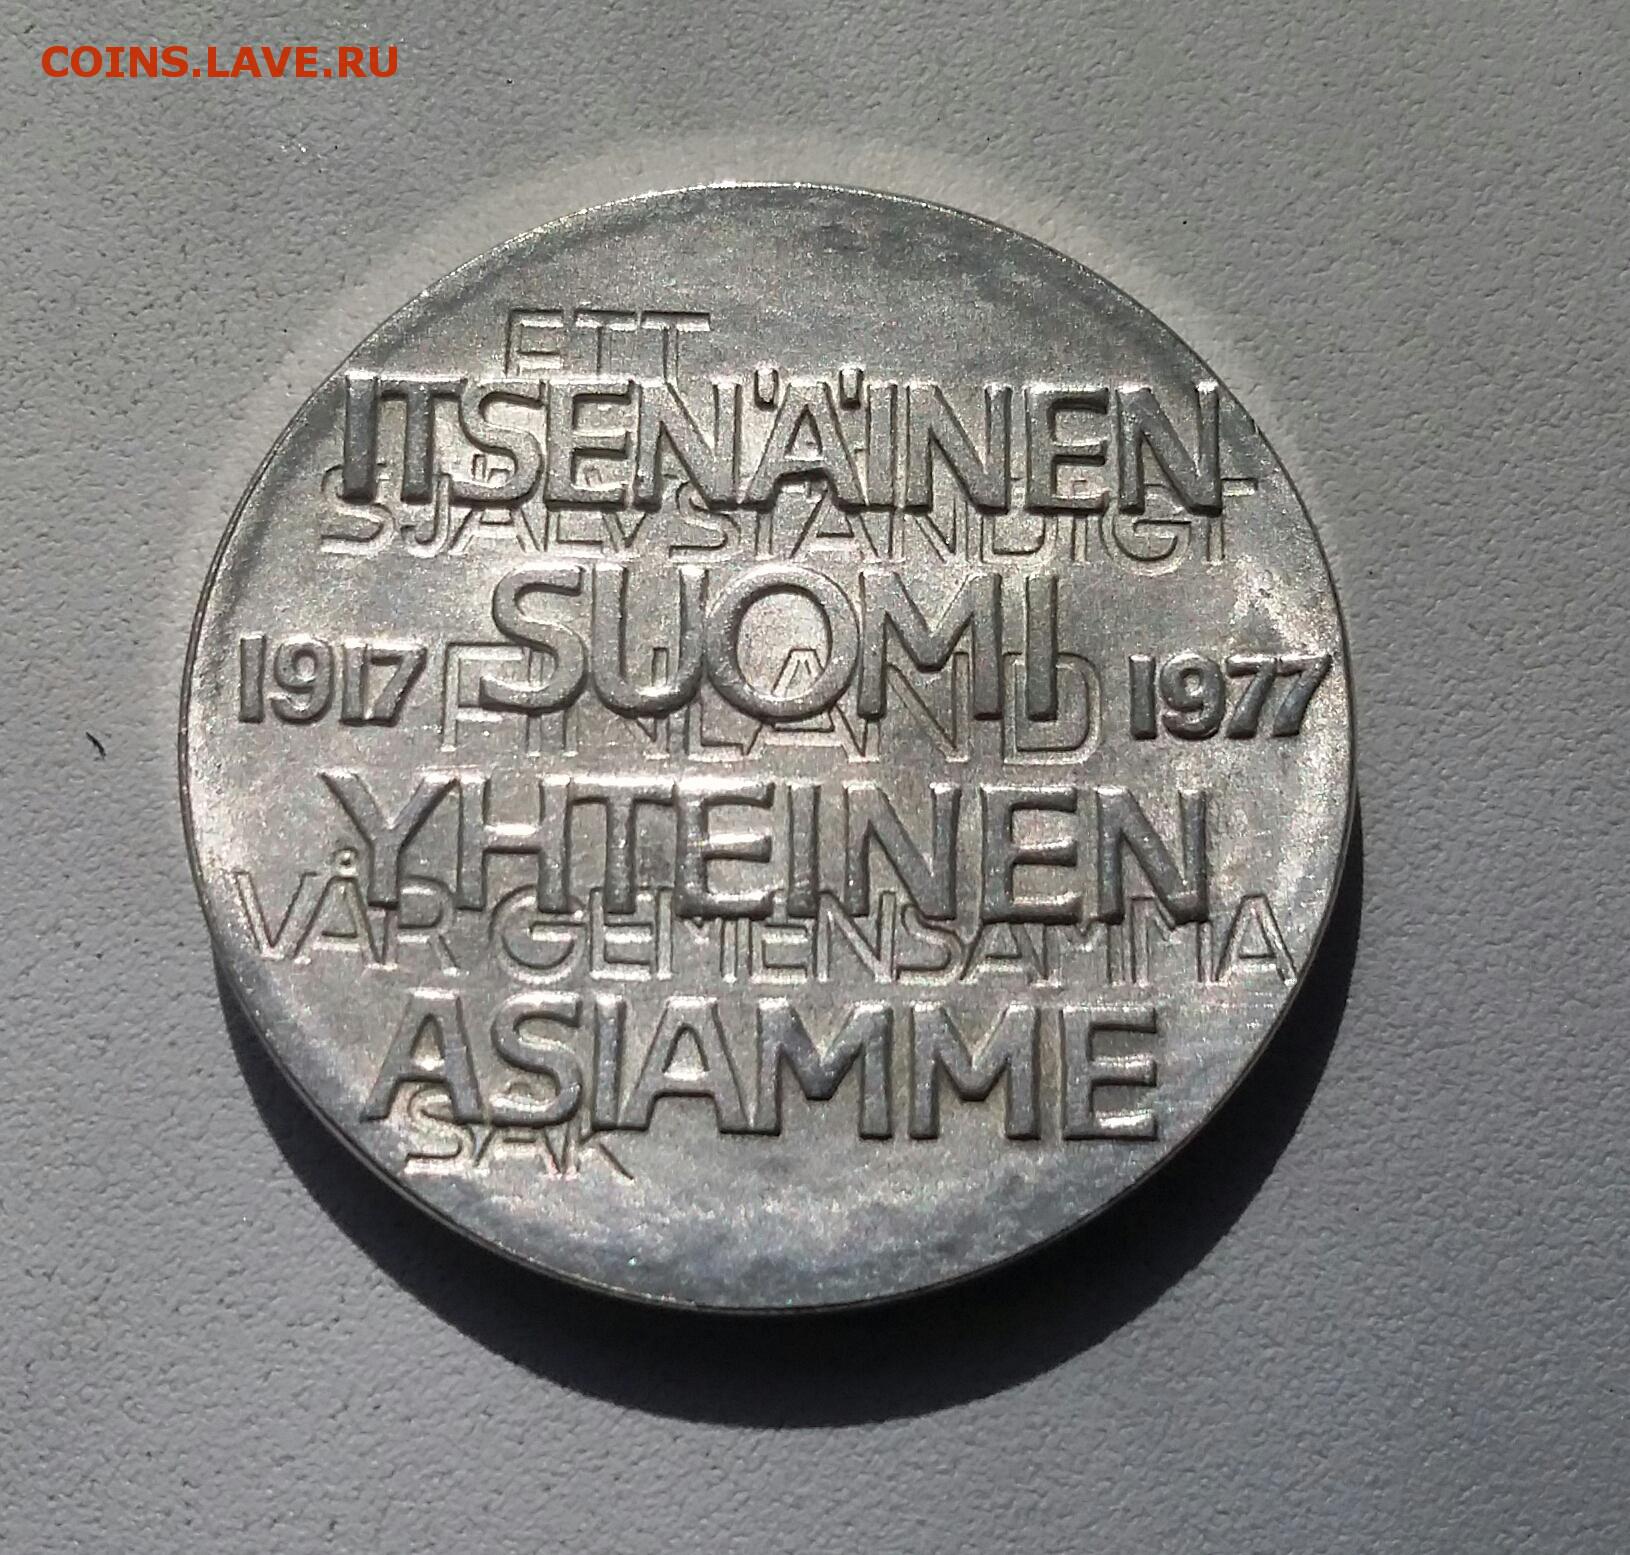 COINS.LAVE.RU
ETT
ITSENÄINEN
SJÄLVSTÄNDIGT
SUOMI
1917 FINLAND 1977
YHTEINEN
VÅR GEMENSAMMA
ASIAMME
SAK